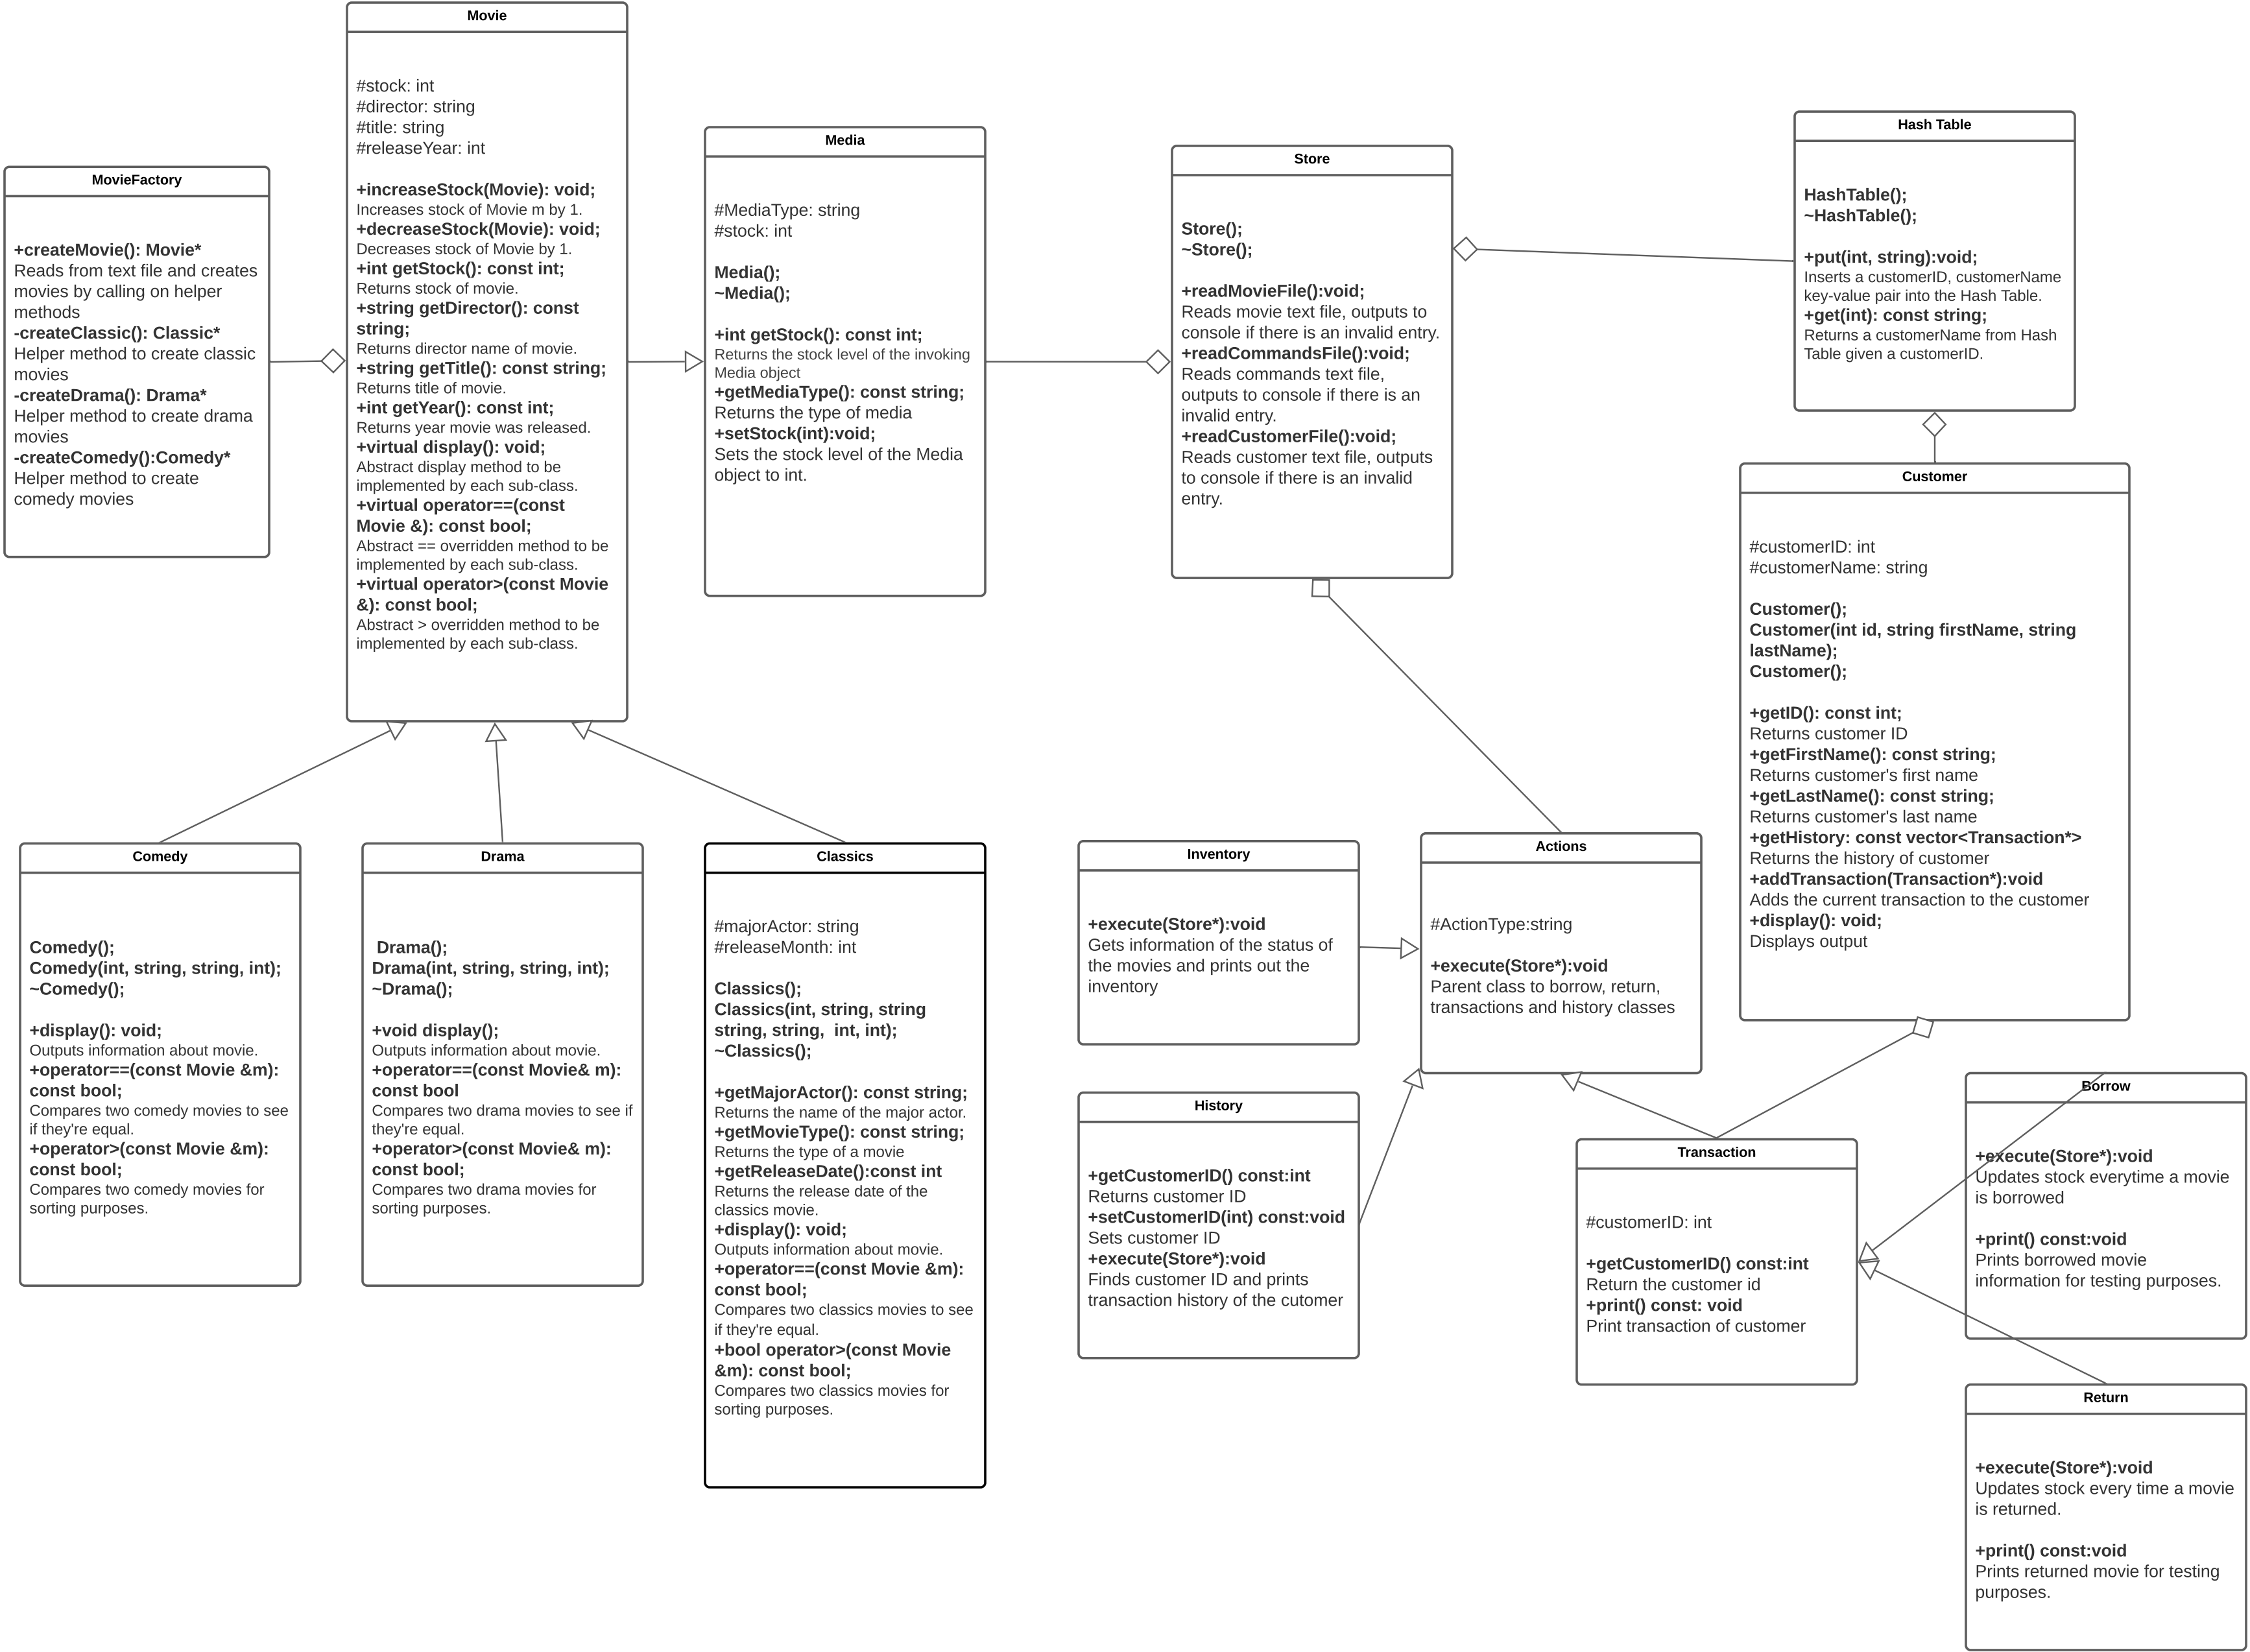 Movie
#stock: int
#director: string
#title: string
#releaseYear: int
+increaseStock(Movie): void;
Increases stock of Movie m by 1.
+decreaseStock(Movie): void;
Decreases stock of Movie by 1.
+int getStock(): const int;
Returns stock of movie.
+string getDirector(): const
string;
Returns director name of movie.
+string getTitle(): const string;
Returns title of movie.
+int getYear(): const int;
Returns year movie was released.
+virtual display(): void;
Abstract display method to be
implemented by each sub-class.
+virtual operator==(const
Movie &): const bool;
Abstract == overridden method to be
implemented by each sub-class.
+virtual operator>(const Movie
&): const bool;
Abstract > overridden method to be
implemented by each sub-class.
MovieFactory
+createMovie(): Movie*
Reads from text file and creates
movies by calling on helper
methods
-createClassic(): Classic*
Helper method to create classic
movies
-createDrama(): Drama*
Helper method to create drama
movies
-createComedy():Comedy*
Helper method to create
comedy movies
Media
#MediaType: string
#stock: int
Media();
~Media();
+int getStock(): const int;
Returns the stock level of the invoking
Media object
+getMediaType(): const string;
Returns the type of media
+setStock(int):void;
Sets the stock level of the Media
object to int.
Store
Store();
~Store();
+readMovieFile():void;
Reads movie text file, outputs to
console if there is an invalid entry.
+readCommandsFile():void;
Reads commands text file,
outputs to console if there is an
invalid entry.
+readCustomerFile():void;
Reads customer text file, outputs
to console if there is an invalid
entry.
Hash Table
HashTable();
~HashTable();
+put(int, string):void;
Inserts a customerID, customerName
key-value pair into the Hash Table.
+get(int): const string;
Returns a customerName from Hash
Table given a customerID.
Customer
#customerID: int
#customerName: string
Customer();
Customer(int id, string firstName, string
lastName);
Customer();
+getID(): const int;
Returns customer ID
+getFirstName(): const string;
Returns customer's first name
+getLastName(): const string;
Returns customer's last name
+getHistory: const vector<Transaction*>
Returns the history of customer
+addTransaction(Transaction*):void
Adds the current transaction to the customer
+display(): void;
Displays output
Comedy
Comedy();
Comedy(int, string, string, int);
~Comedy();
+display(): void;
Outputs information about movie.
+operator==(const Movie &m):
const bool;
Compares two comedy movies to see
if they're equal.
+operator>(const Movie &m):
const bool;
Compares two comedy movies for
sorting purposes.
Drama
Drama();
Drama(int, string, string, int);
~Drama();
+void display();
Outputs information about movie.
+operator==(const Movie& m):
const bool
Compares two drama movies to see if
they're equal.
+operator>(const Movie& m):
const bool;
Compares two drama movies for
sorting purposes.
Classics
#majorActor: string
#releaseMonth: int
Classics();
Classics(int, string, string
string, string,  int, int);
~Classics();
+getMajorActor(): const string;
Returns the name of the major actor.
+getMovieType(): const string;
Returns the type of a movie
+getReleaseDate():const int
Returns the release date of the
classics movie.
+display(): void;
Outputs information about movie.
+operator==(const Movie &m):
const bool;
Compares two classics movies to see
if they're equal.
+bool operator>(const Movie
&m): const bool;
Compares two classics movies for
sorting purposes.
Inventory
+execute(Store*):void
Gets information of the status of
the movies and prints out the
inventory
Actions
#ActionType:string
+execute(Store*):void
Parent class to borrow, return,
transactions and history classes
History
+getCustomerID() const:int
Returns customer ID
+setCustomerID(int) const:void
Sets customer ID
+execute(Store*):void
Finds customer ID and prints
transaction history of the cutomer
Transaction
#customerID: int
+getCustomerID() const:int
Return the customer id
+print() const: void
Print transaction of customer
Borrow
+execute(Store*):void
Updates stock everytime a movie
is borrowed
+print() const:void
Prints borrowed movie
information for testing purposes.
Return
+execute(Store*):void
Updates stock every time a movie
is returned.
+print() const:void
Prints returned movie for testing
purposes.